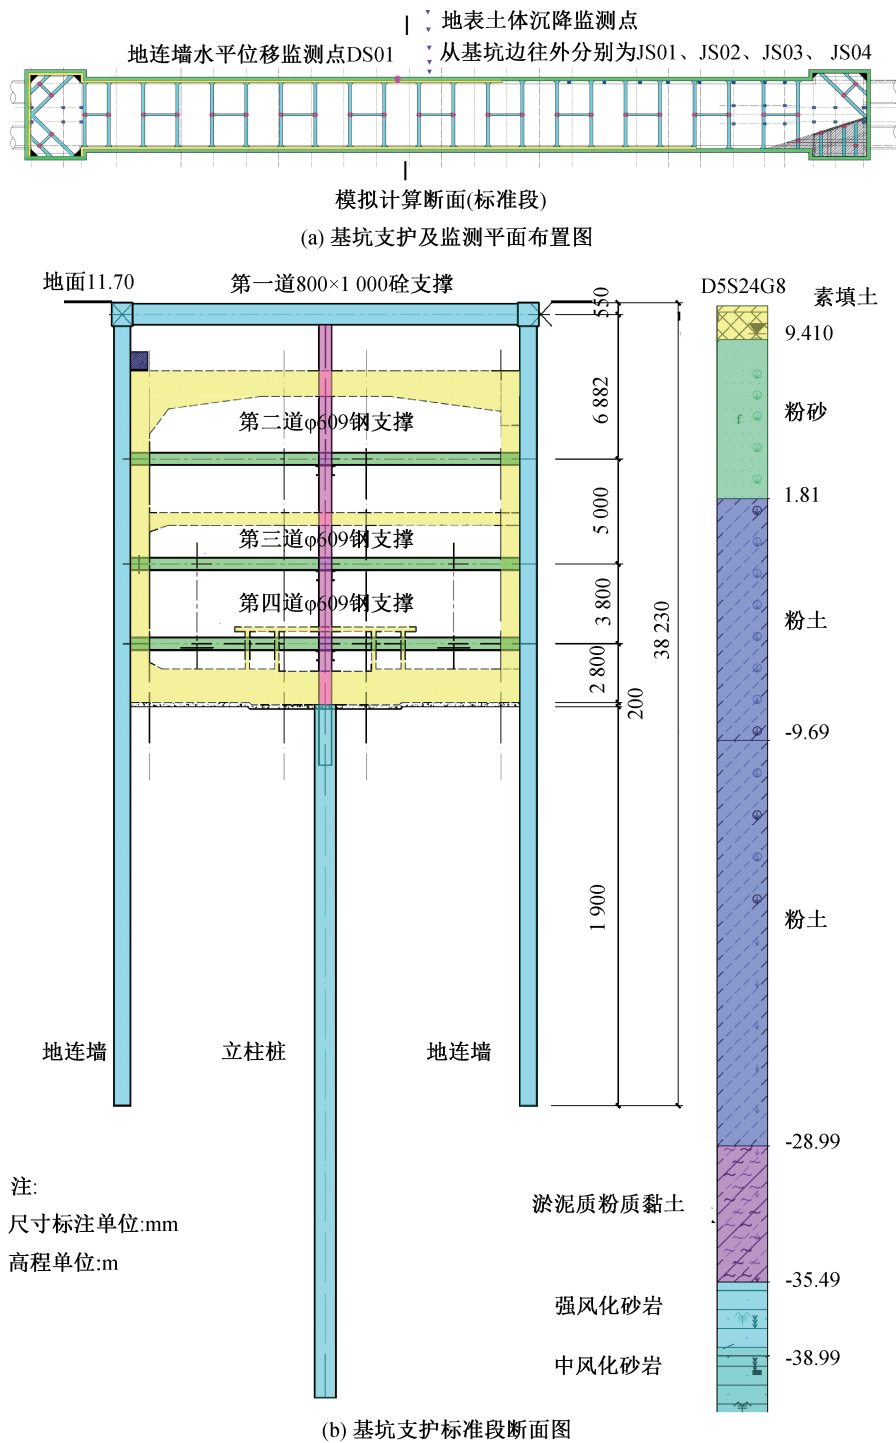 地表土体沉降监测点
地连墙水平位移监测点DS01
从基坑边往外分别为JS01、JS02、JS03、JS04
模拟计算断面(标准段)
(a) 基坑支护及监测平面布置图
地面11.70
第一道800×1 000砼支撑
550
D5S24G8
素填土
9.410
6 882
粉砂
第二道φ609钢支撑
1.81
5 000
第三道φ609钢支撑
3 800
第四道φ609钢支撑
粉土
38 230
2 800
200
-9.69
1 900
粉土
地连墙
立柱桩
地连墙
-28.99
注:
尺寸标注单位:mm
高程单位:m
淤泥质粉质黏土
-35.49
强风化砂岩
中风化砂岩
-38.99
(b) 基坑支护标准段断面图